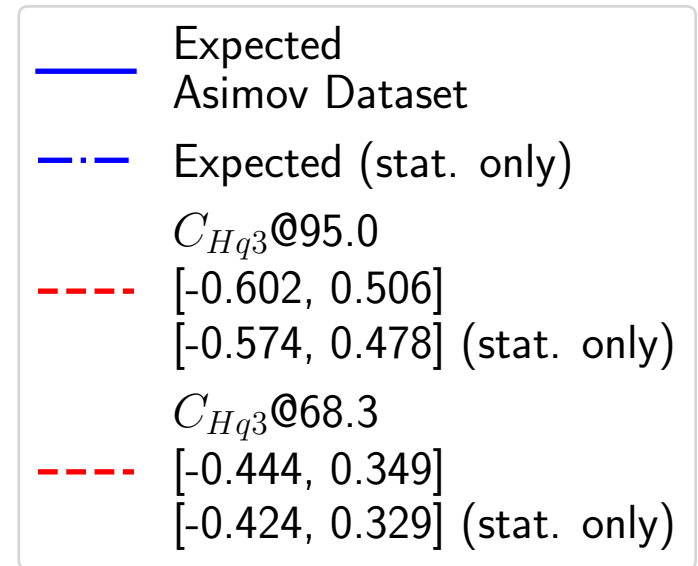 Expected
Asimov Dataset
Expected (stat. only)
$C_{Hq3}$@95.0
[-0.602, 0.506]
[-0.574, 0.478] (stat. only)
$C_{Hq3}$@68.3
[-0.444, 0.349]
[-0.424, 0.329] (stat. only)